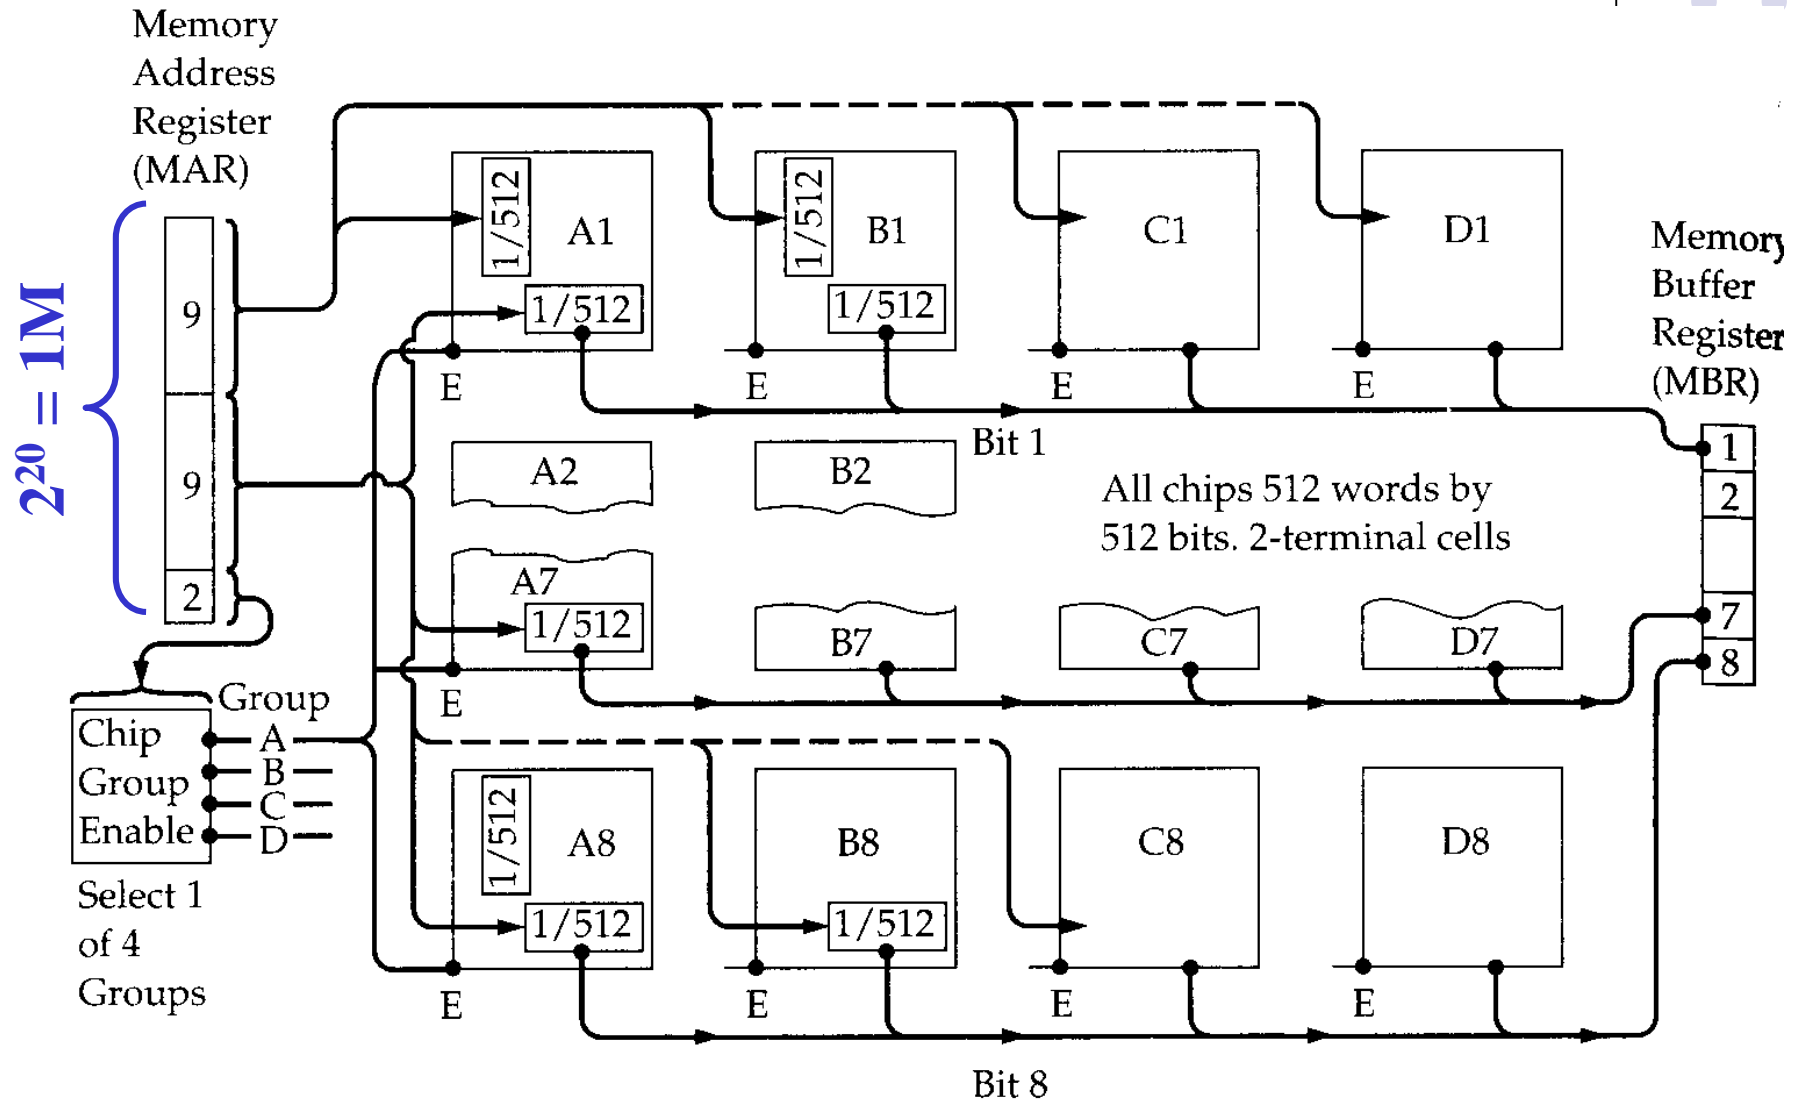 Memory
Address
Register
(MAR)
2²⁰ = 1M
9
9
2
1/512
A1
1/512
E
1/512
B1
1/512
E
C1
E
D1
E
Bit 1
Memory
Buffer
Register
(MBR)
1
2
7
8
A2
B2
All chips 512 words by
512 bits. 2-terminal cells
A7
1/512
E
B7
C7
D7
Chip
Group
Enable
Group
A
B
C
D
Select 1
of 4
Groups
1/512
A8
1/512
E
B8
1/512
E
C8
E
D8
E
Bit 8